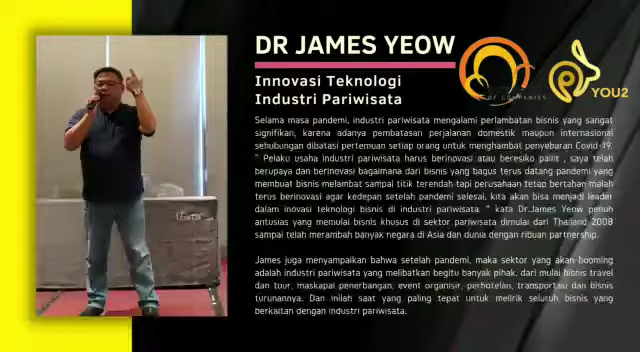 DR JAMES YEOW
Innovasi Teknologi
Industri Pariwisata
OF COMPANIES
YOU2
Selama masa pandemi, industri pariwisata mengalami perlambatan bisnis yang sangat
signifikan, karena adanya pembatasan perjalanan domestik maupun internasional
sehubungan dibatasi pertemuan setiap orang untuk menghambat penyebaran Covid-19.
" Pelaku usaha industri pariwisata harus berinovasi atau beresiko pailit , saya telah
berupaya dan berinovasi bagaimana dari bisnis yang bagus terus datang pandemi yang
membuat bisnis melambat sampai titik terendah tapi perusahaan tetap bertahan malah
terus berinovasi agar kedepan setelah pandemi selesai, kita akan bisa menjadi leader
dalam inovasi teknologi bisnis di industri pariwisata. " kata Dr.James Yeow penuh
antusias yang memulai bisnis khusus di sektor pariwisata dimulai dari Thailand 2008
sampai telah merambah banyak negara di Asia dan dunia dengan ribuan partnership.
James juga menyampaikan bahwa setelah pandemi, maka sektor yang akan booming
adalah industri pariwisata yang melibatkan begitu banyak pihak, dari mulai bisnis travel
dan tour, maskapai penerbangan, event organisir, perhotelan, transportasi dan bisnis
turunannya. Dan inilah saat yang paling tepat untuk melirik seluruh bisnis yang
berkaitan dengan industri pariwisata.